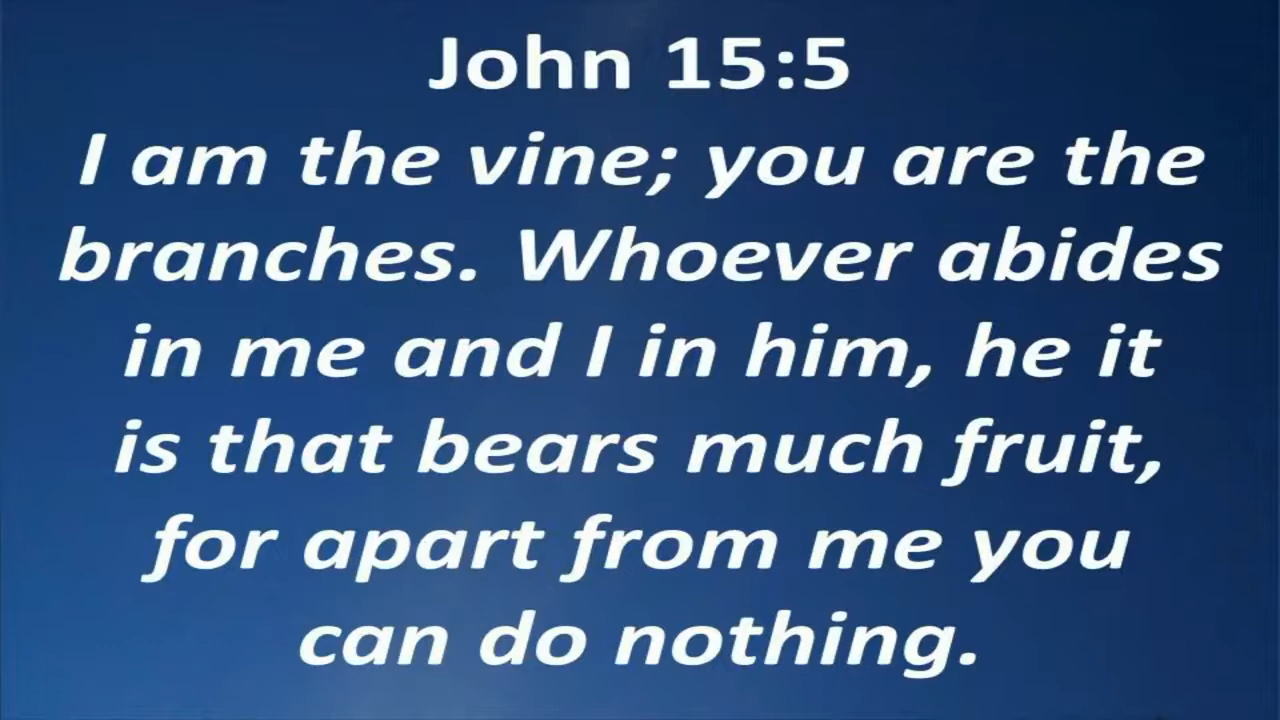 John 15:5
I am the vine; you are the
branches. Whoever abides
in me and I in him, he it
is that bears much fruit,
for apart from me you
can do nothing.